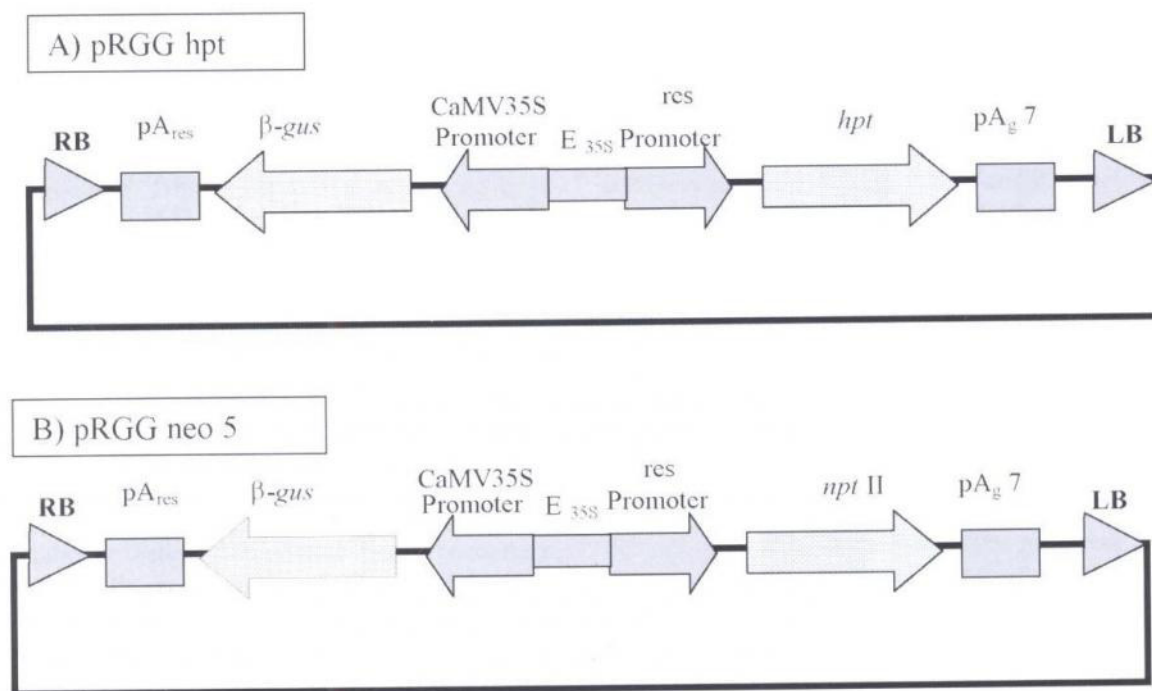 A) pRGG hpt
CaMV35S res
RB pAres β-gus Promoter E 35S Promoter hpt pAg 7 LB
B) pRGG neo 5
CaMV35S res
RB pAres β-gus Promoter E 35S Promoter npt II pAg 7 LB